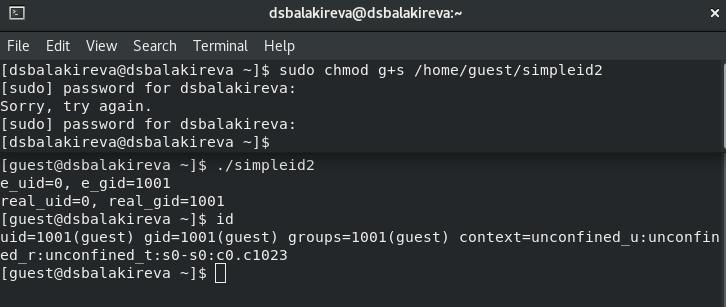 dsbalakireva@dsbalakireva:~
File Edit View Search Terminal Help
[dsbalakireva@dsbalakireva ~]$ sudo chmod g+s /home/guest/simpleid2
[sudo] password for dsbalakireva:
Sorry, try again.
[sudo] password for dsbalakireva:
[dsbalakireva@dsbalakireva ~]$
[guest@dsbalakireva ~]$ ./simpleid2
e_uid=0, e_gid=1001
real_uid=0, real_gid=1001
[guest@dsbalakireva ~]$ id
uid=1001(guest) gid=1001(guest) groups=1001(guest) context=unconfined_u:unconfin
ed_r:unconfined_t:s0-s0:c0.c1023
[guest@dsbalakireva ~]$